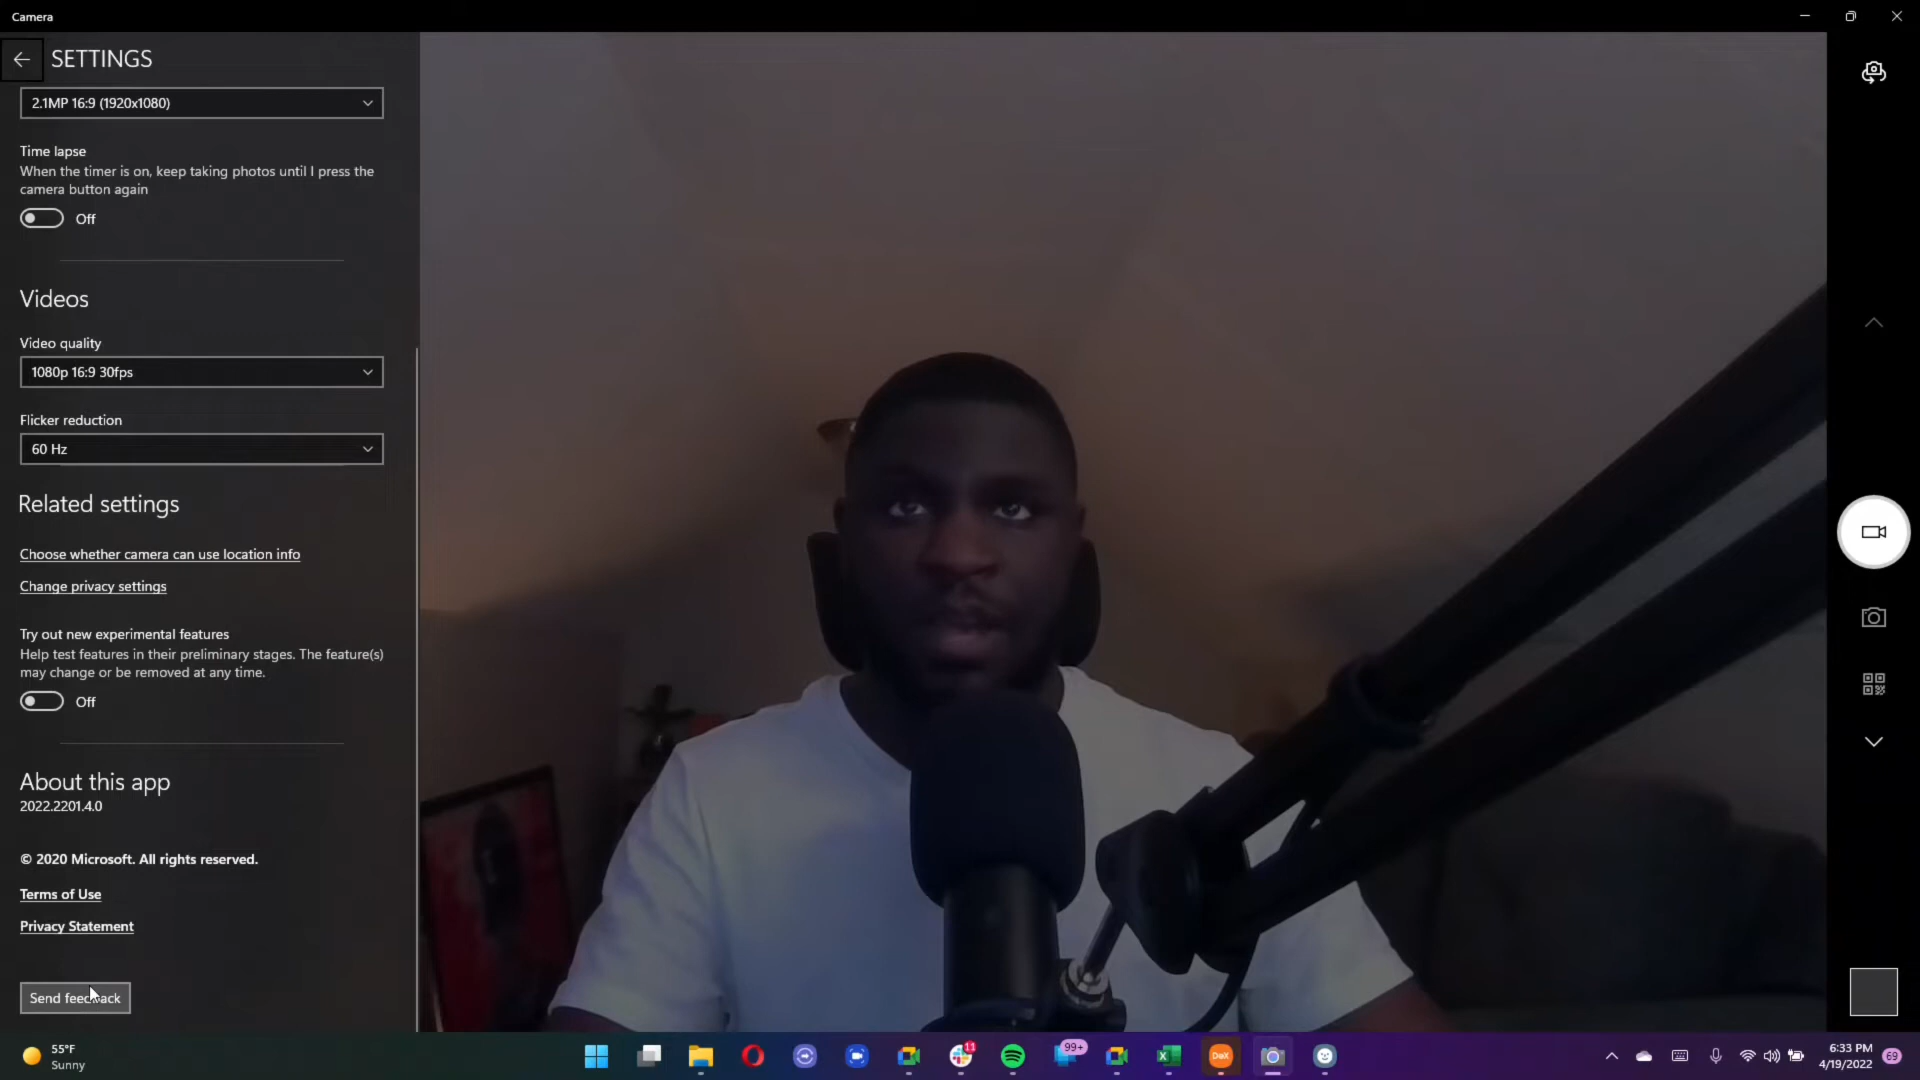 Camera
SETTINGS
2.1MP 16:9 (1920x1080)
Time lapse
When the timer is on, keep taking photos until I press the
camera button again
Off
Videos
Video quality
1080p 16:9 30fps
Flicker reduction
60 Hz
Related settings
Choose whether camera can use location info
Change privacy settings
Try out new experimental features
Help test features in their preliminary stages. The feature(s)
may change or be removed at any time.
Off
About this app
2022.2201.4.0
© 2020 Microsoft. All rights reserved.
Terms of Use
Privacy Statement
Send feedback
55°F
Sunny
11
99+
DeX
6:33 PM
4/19/2022
69